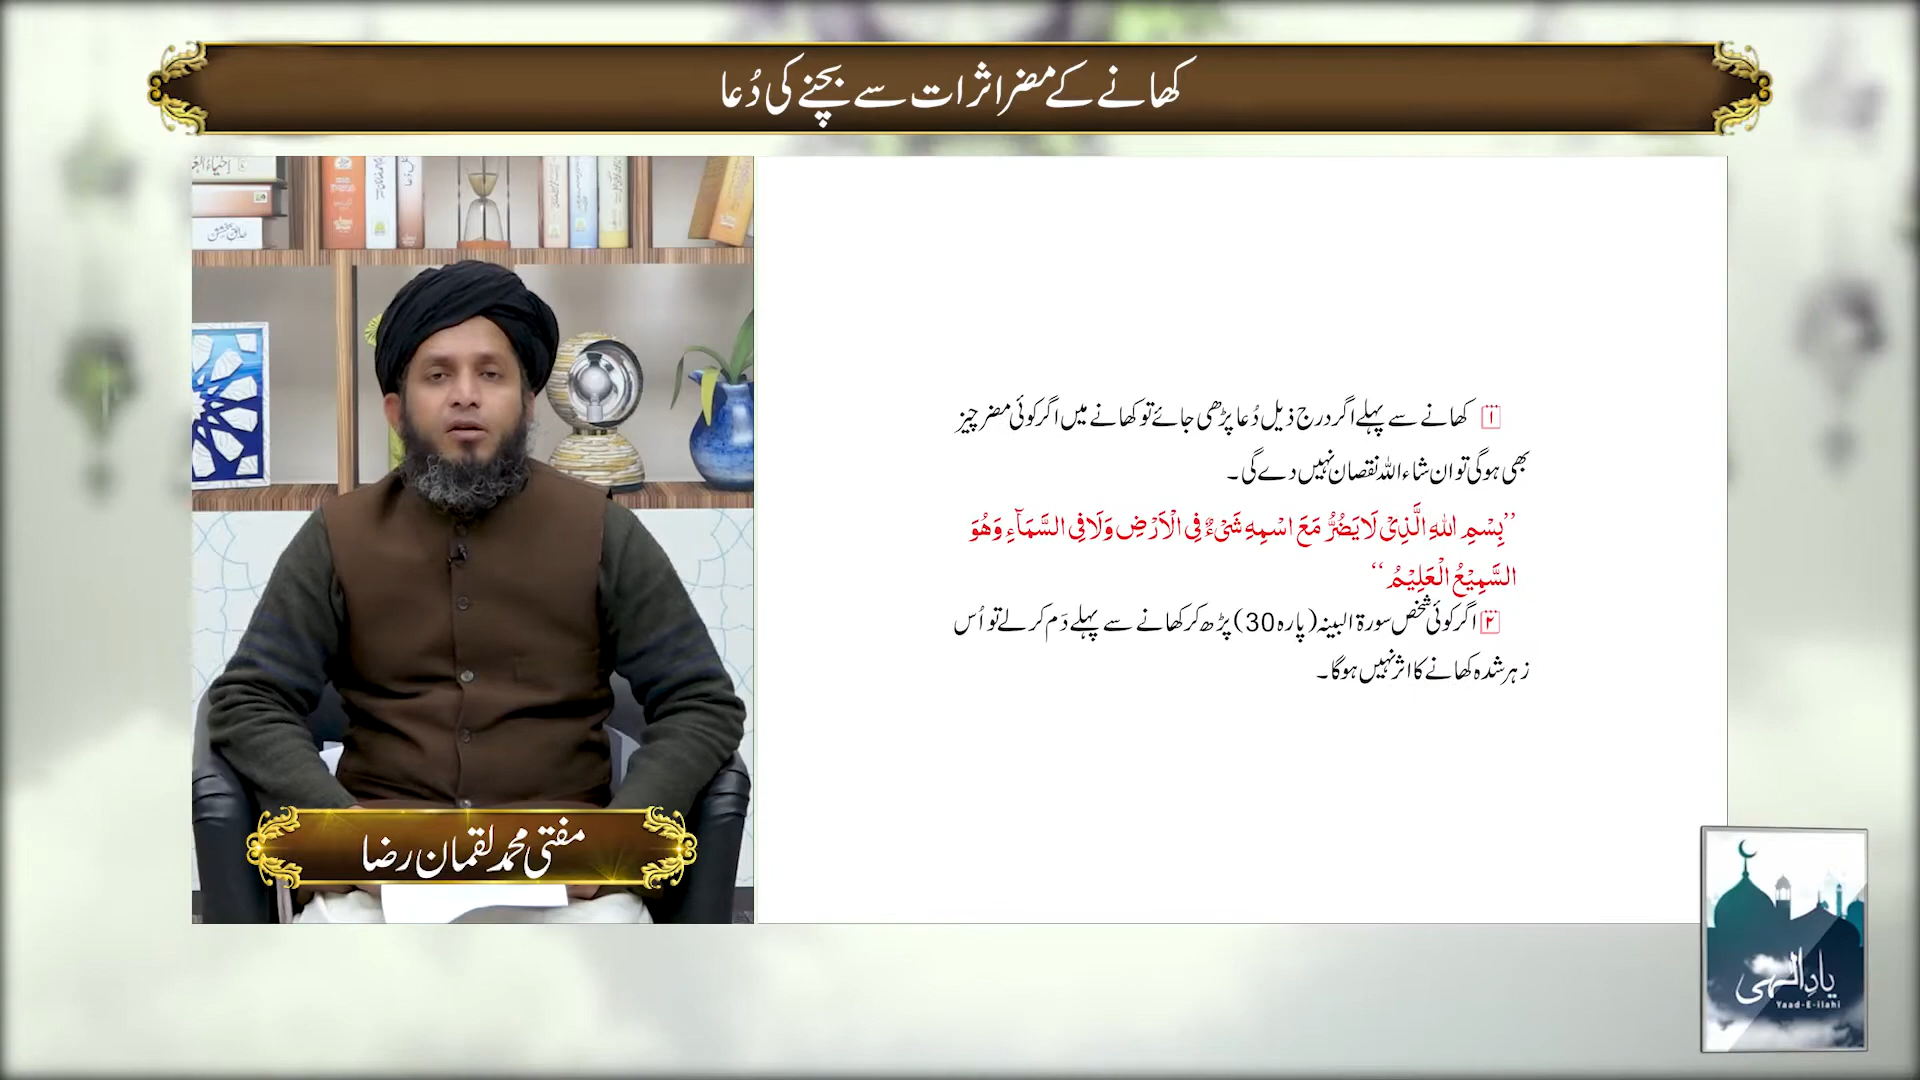 کھانے کے مضر اثرات سے بچنے کی دُعا
۱ کھانے سے پہلے اگر درج ذیل دُعا پڑھی جائے تو کھانے میں اگر کوئی مضر چیز
بھی ہوگی تو ان شاء اللہ نقصان نہیں دے گی۔
”بِسْمِ اللّٰهِ الَّذِیْ لَا یَضُرُّ مَعَ اسْمِهٖ شَیْءٌ فِی الْاَرْضِ وَلَا فِی السَّمَآءِ وَهُوَ
السَّمِیْعُ الْعَلِیْمُ“
۲ اگر کوئی شخص سورۃ البینہ (پارہ 30) پڑھ کر کھانے سے پہلے دَم کرلے تو اُس
زہر شدہ کھانے کا اثر نہیں ہوگا۔
مفتی محمد لقمان رضا
یادِ الٰہی
Yaad-E-ilahi